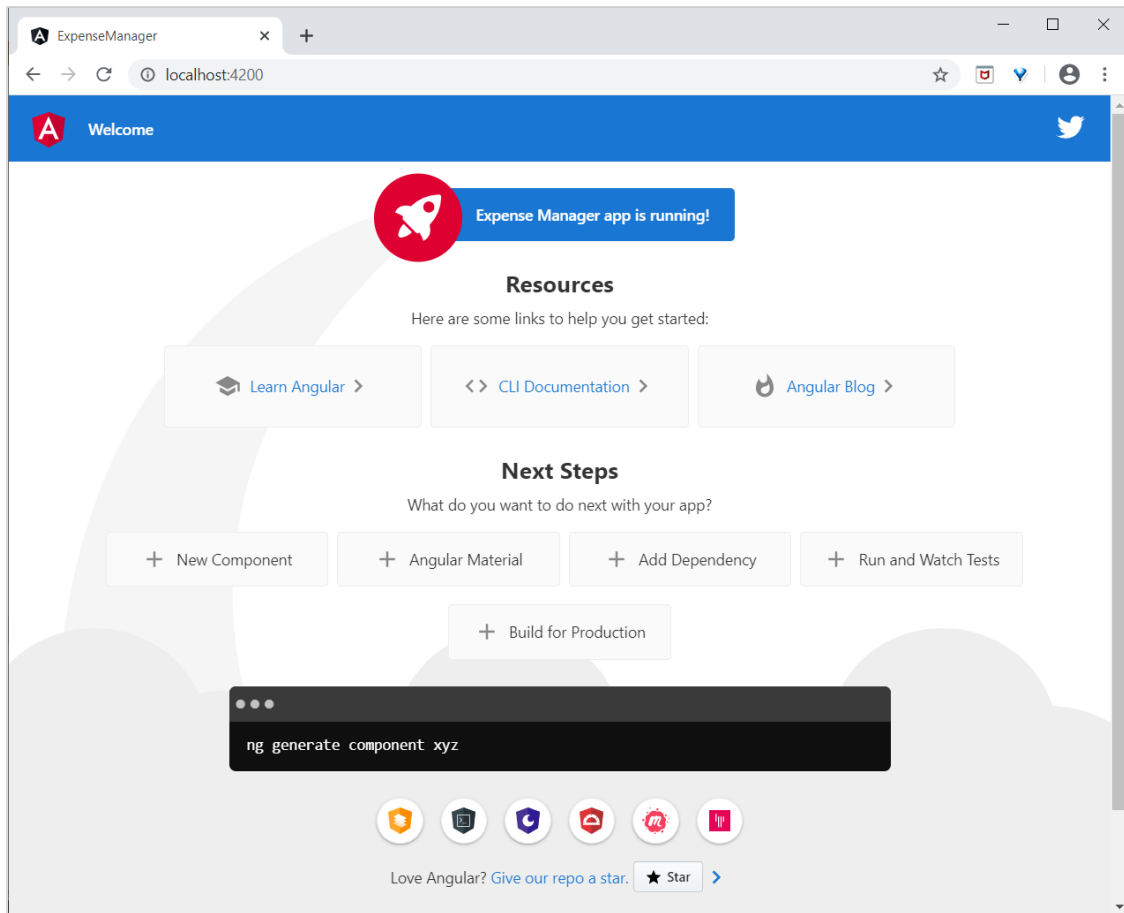 ExpenseManager
localhost:4200
Welcome
Expense Manager app is running!
Resources
Here are some links to help you get started:
Learn Angular
CLI Documentation
Angular Blog
Next Steps
What do you want to do next with your app?
New Component
Angular Material
Add Dependency
Run and Watch Tests
Build for Production
ng generate component xyz
Love Angular? Give our repo a star. Star